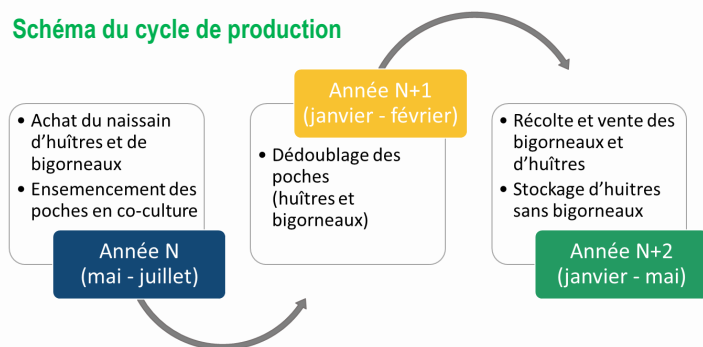 Schéma du cycle de production
• Achat du naissain
d'huîtres et de
bigorneaux
• Ensemencement des
poches en co-culture
Année N
(mai - juillet)
Année N+1
(janvier - février)
• Dédoublage des
poches
(huîtres et
bigorneaux)
• Récolte et vente des
bigorneaux et
d'huîtres
• Stockage d'huitres
sans bigorneaux
Année N+2
(janvier - mai)